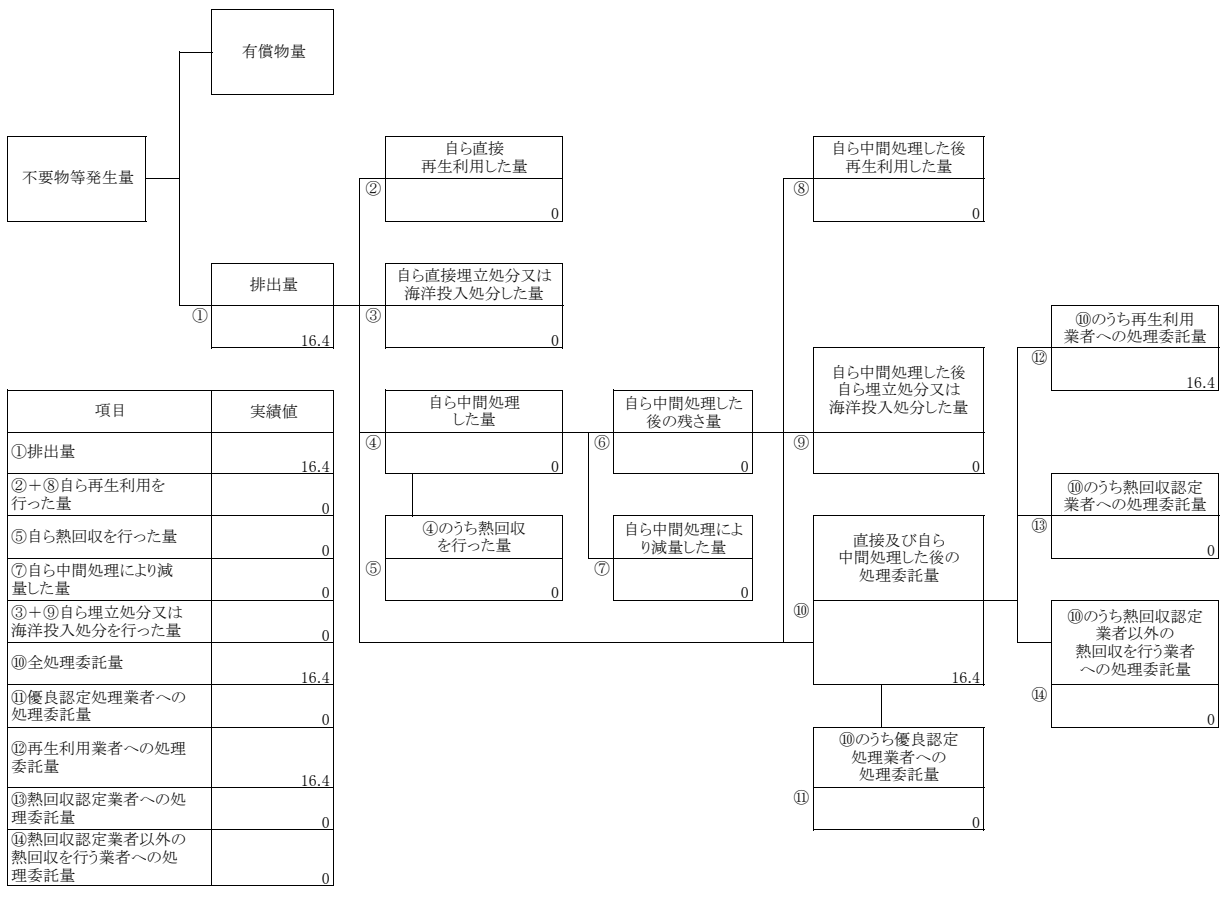 有償物量
不要物等発生量
排出量
①
16.4
自ら直接
再生利用した量
②
0
自ら直接埋立処分又は
海洋投入処分した量
③
0
自ら中間処理
した量
④
0
④のうち熱回収
を行った量
⑤
0
自ら中間処理した
後の残さ量
⑥
0
自ら中間処理によ
り減量した量
⑦
0
自ら中間処理した後
再生利用した量
⑧
0
自ら中間処理した後
自ら埋立処分又は
海洋投入処分した量
⑨
0
直接及び自ら
中間処理した後の
処理委託量
⑩
16.4
⑩のうち優良認定
処理業者への
処理委託量
⑪
0
⑩のうち再生利用
業者への処理委託量
⑫
16.4
⑩のうち熱回収認定
業者への処理委託量
⑬
0
⑩のうち熱回収認定
業者以外の
熱回収を行う業者
への処理委託量
⑭
0
項目 実績値
①排出量
16.4
②＋⑧自ら再生利用を
行った量
0
⑤自ら熱回収を行った量
0
⑦自ら中間処理により減
量した量
0
③＋⑨自ら埋立処分又は
海洋投入処分を行った量
0
⑩全処理委託量
16.4
⑪優良認定処理業者への
処理委託量
0
⑫再生利用業者への処理
委託量
16.4
⑬熱回収認定業者への処
理委託量
0
⑭熱回収認定業者以外の
熱回収を行う業者への処
理委託量
0